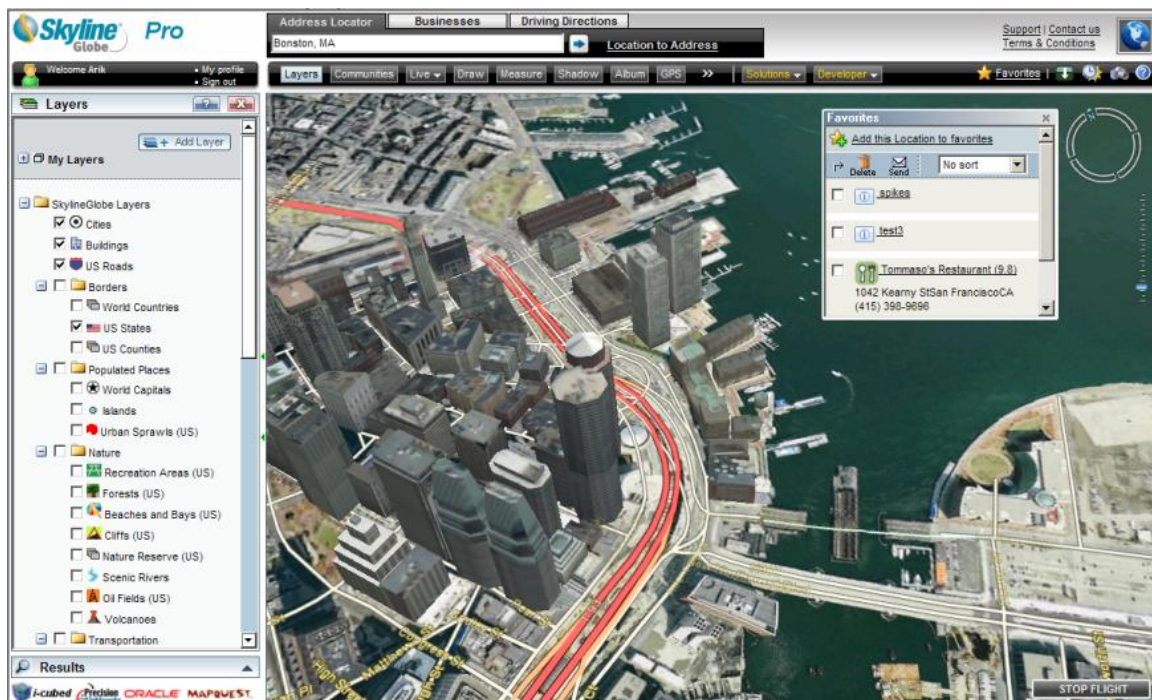 Skyline Globe Pro
Address Locator Businesses Driving Directions
Bonston, MA Location to Address
Support | Contact us
Terms & Conditions
Welcome Arik My profile
Sign out
Layers Communities Live Draw Measure Shadow Album GPS » Solutions Developer Favorites
Layers
+ Add Layer
My Layers
SkylineGlobe Layers
Cities
Buildings
US Roads
Borders
World Countries
US States
US Counties
Populated Places
World Capitals
Islands
Urban Sprawls (US)
Nature
Recreation Areas (US)
Forests (US)
Beaches and Bays (US)
Cliffs (US)
Nature Reserve (US)
Scenic Rivers
Oil Fields (US)
Volcanoes
Transportation
Results
i-cubed Precision ORACLE MAPQUEST.
Favorites
Add this Location to favorites
Delete Send No sort
spikes
test3
Tommaso's Restaurant (9.8)
1042 Kearny StSan FranciscoCA
(415) 398-9696
N
I-93
High Street
STOP FLIGHT